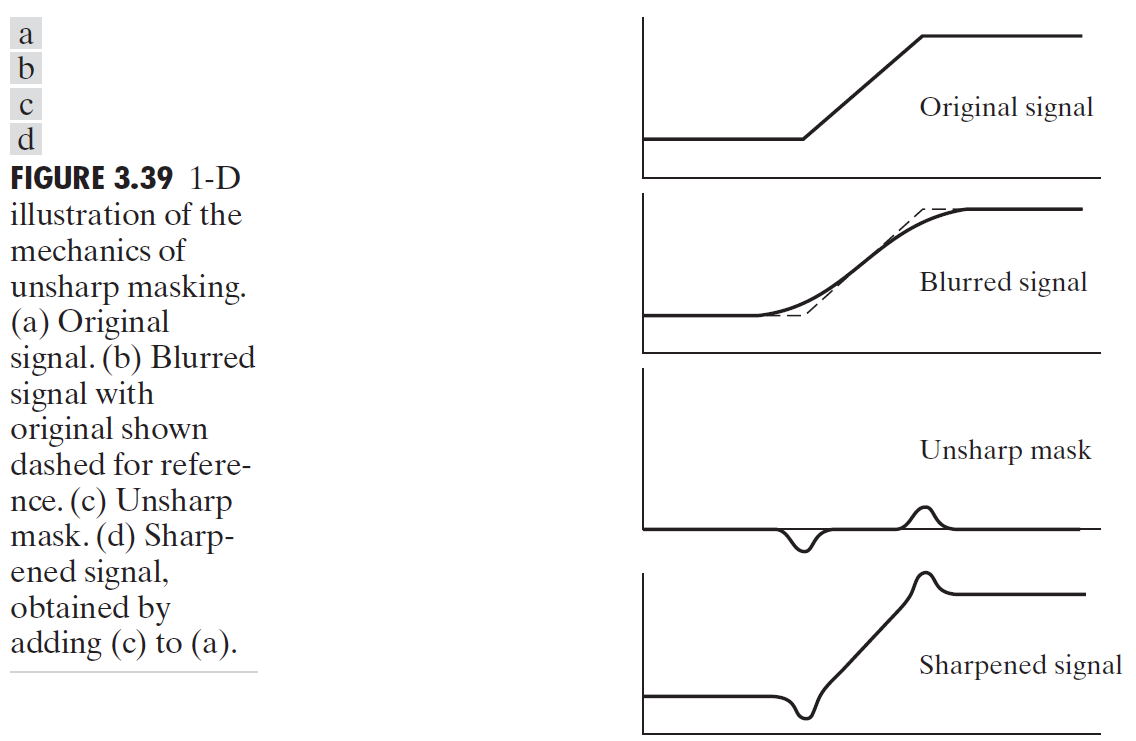 a
b
c
d
FIGURE 3.39 1-D
illustration of the
mechanics of
unsharp masking.
(a) Original
signal. (b) Blurred
signal with
original shown
dashed for refere-
nce. (c) Unsharp
mask. (d) Sharp-
ened signal,
obtained by
adding (c) to (a).
Original signal
Blurred signal
Unsharp mask
Sharpened signal